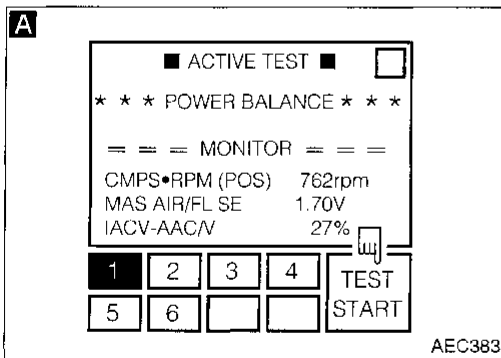 A
■ ACTIVE TEST ■
* * * POWER BALANCE * * *
= = = MONITOR = = =
CMPS•RPM (POS) 762rpm
MAS AIR/FL SE 1.70V
IACV-AAC/V 27%
1 2 3 4 TEST START
5 6
AEC383